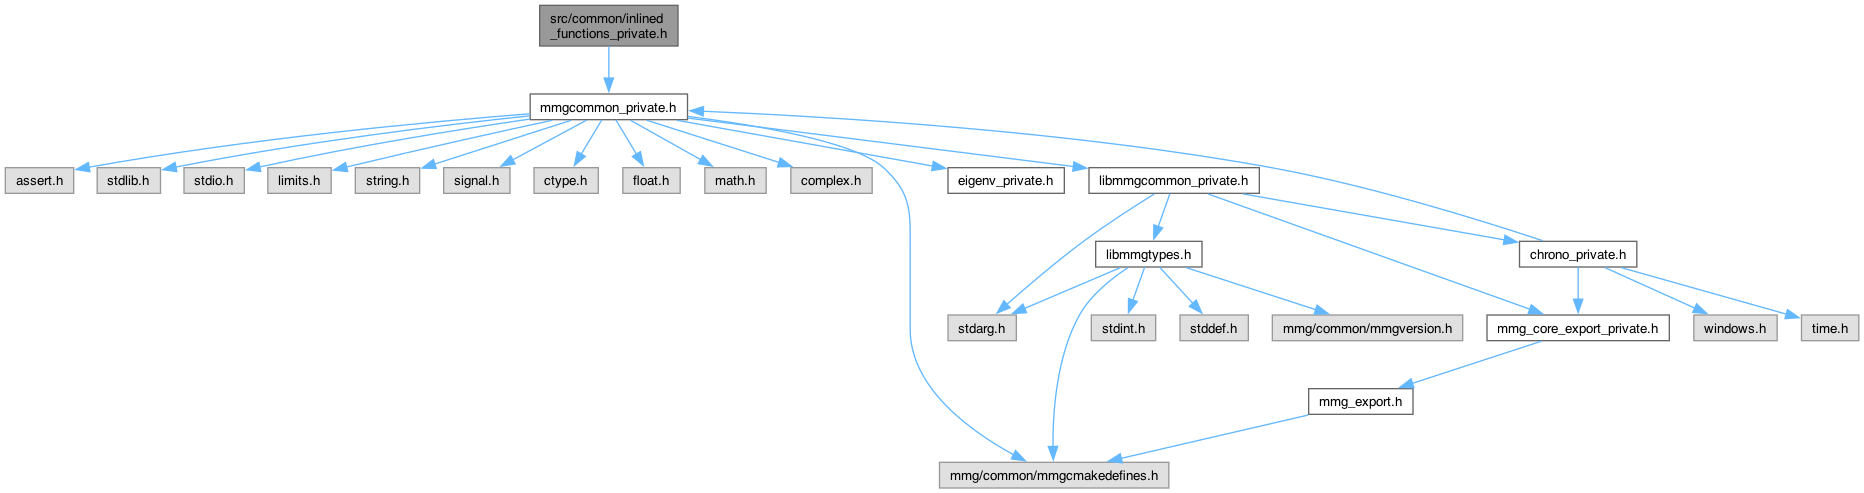 src/common/inlined
_functions_private.h
mmgcommon_private.h
assert.h
stdlib.h
stdio.h
limits.h
string.h
signal.h
ctype.h
float.h
math.h
complex.h
eigenv_private.h
libmmgcommon_private.h
libmmgtypes.h
chrono_private.h
stdarg.h
stdint.h
stddef.h
mmg/common/mmgversion.h
mmg_core_export_private.h
windows.h
time.h
mmg_export.h
mmg/common/mmgcmakedefines.h